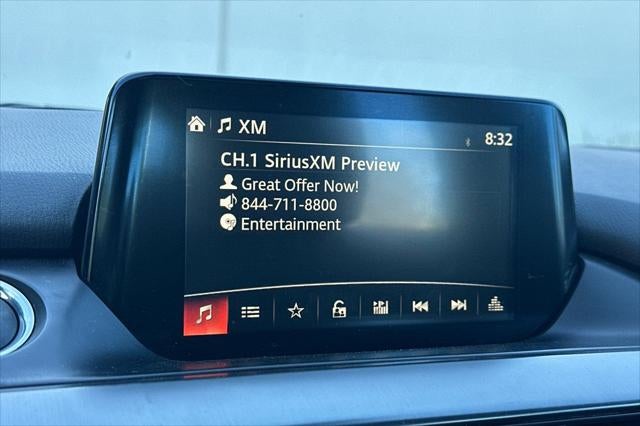 XM
8:32
CH.1 SiriusXM Preview
Great Offer Now!
844-711-8800
Entertainment